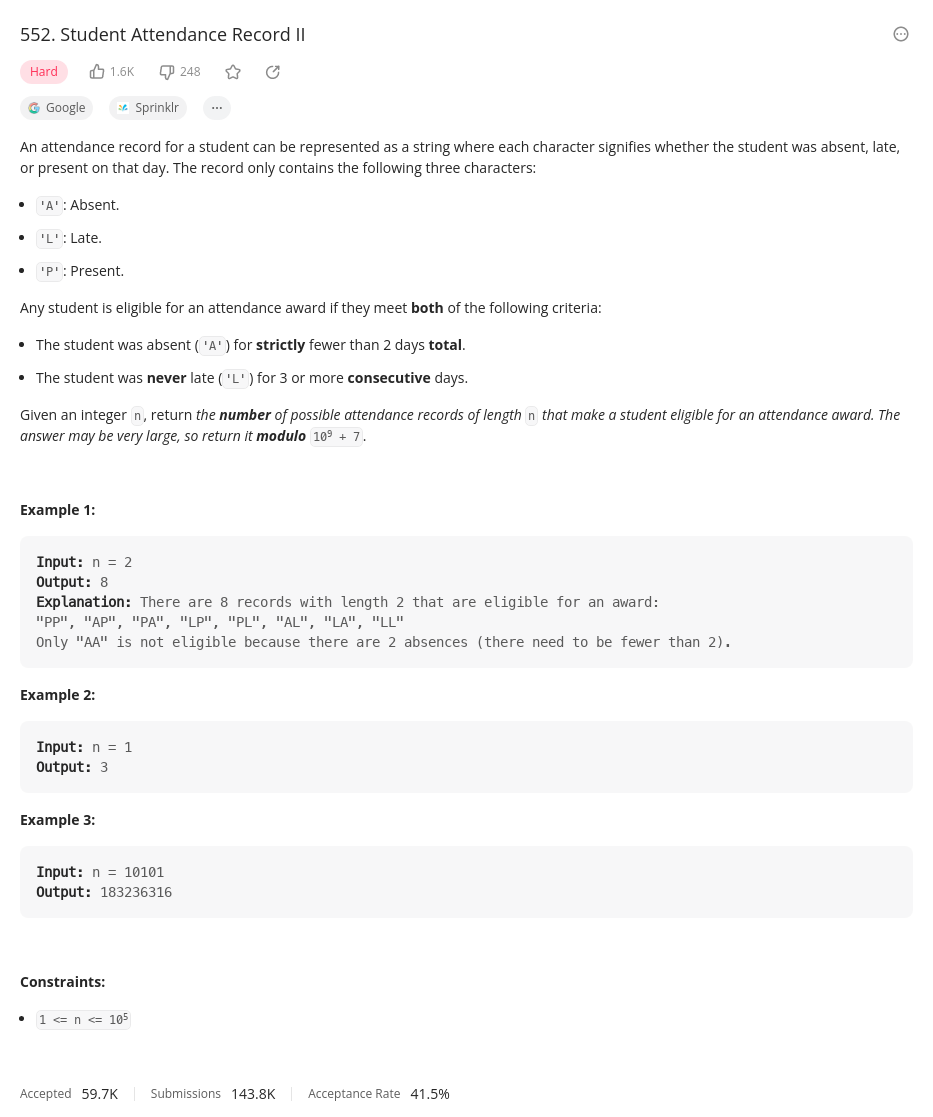 552. Student Attendance Record II
Hard 1.6K 248
Google Sprinklr ...
An attendance record for a student can be represented as a string where each character signifies whether the student was absent, late,
or present on that day. The record only contains the following three characters:
• 'A': Absent.
• 'L': Late.
• 'P': Present.
Any student is eligible for an attendance award if they meet both of the following criteria:
• The student was absent ('A') for strictly fewer than 2 days total.
• The student was never late ('L') for 3 or more consecutive days.
Given an integer n, return the number of possible attendance records of length n that make a student eligible for an attendance award. The
answer may be very large, so return it modulo 10⁹ + 7.
Example 1:
Input: n = 2
Output: 8
Explanation: There are 8 records with length 2 that are eligible for an award:
"PP", "AP", "PA", "LP", "PL", "AL", "LA", "LL"
Only "AA" is not eligible because there are 2 absences (there need to be fewer than 2).
Example 2:
Input: n = 1
Output: 3
Example 3:
Input: n = 10101
Output: 183236316
Constraints:
• 1 <= n <= 10⁵
Accepted 59.7K Submissions 143.8K Acceptance Rate 41.5%